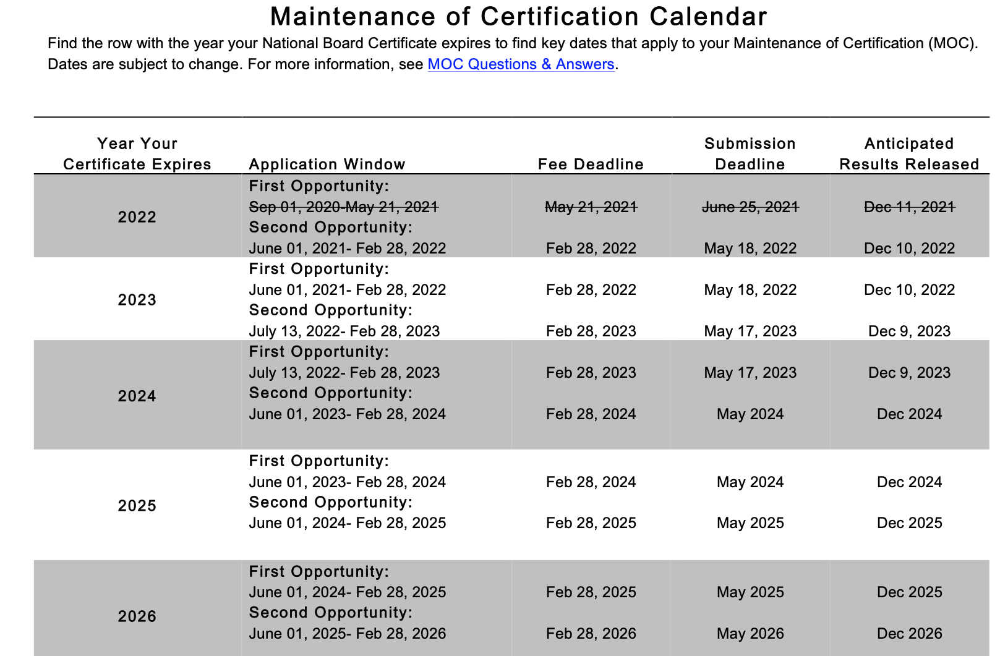 Maintenance of Certification Calendar
Find the row with the year your National Board Certificate expires to find key dates that apply to your Maintenance of Certification (MOC).
Dates are subject to change. For more information, see MOC Questions & Answers.
Year Your Certificate Expires Application Window Fee Deadline Submission Deadline Anticipated Results Released
2022
First Opportunity:
Sep 01, 2020-May 21, 2021 May 21, 2021 June 25, 2021 Dec 11, 2021
Second Opportunity:
June 01, 2021- Feb 28, 2022 Feb 28, 2022 May 18, 2022 Dec 10, 2022
2023
First Opportunity:
June 01, 2021- Feb 28, 2022 Feb 28, 2022 May 18, 2022 Dec 10, 2022
Second Opportunity:
July 13, 2022- Feb 28, 2023 Feb 28, 2023 May 17, 2023 Dec 9, 2023
2024
First Opportunity:
July 13, 2022- Feb 28, 2023 Feb 28, 2023 May 17, 2023 Dec 9, 2023
Second Opportunity:
June 01, 2023- Feb 28, 2024 Feb 28, 2024 May 2024 Dec 2024
2025
First Opportunity:
June 01, 2023- Feb 28, 2024 Feb 28, 2024 May 2024 Dec 2024
Second Opportunity:
June 01, 2024- Feb 28, 2025 Feb 28, 2025 May 2025 Dec 2025
2026
First Opportunity:
June 01, 2024- Feb 28, 2025 Feb 28, 2025 May 2025 Dec 2025
Second Opportunity:
June 01, 2025- Feb 28, 2026 Feb 28, 2026 May 2026 Dec 2026